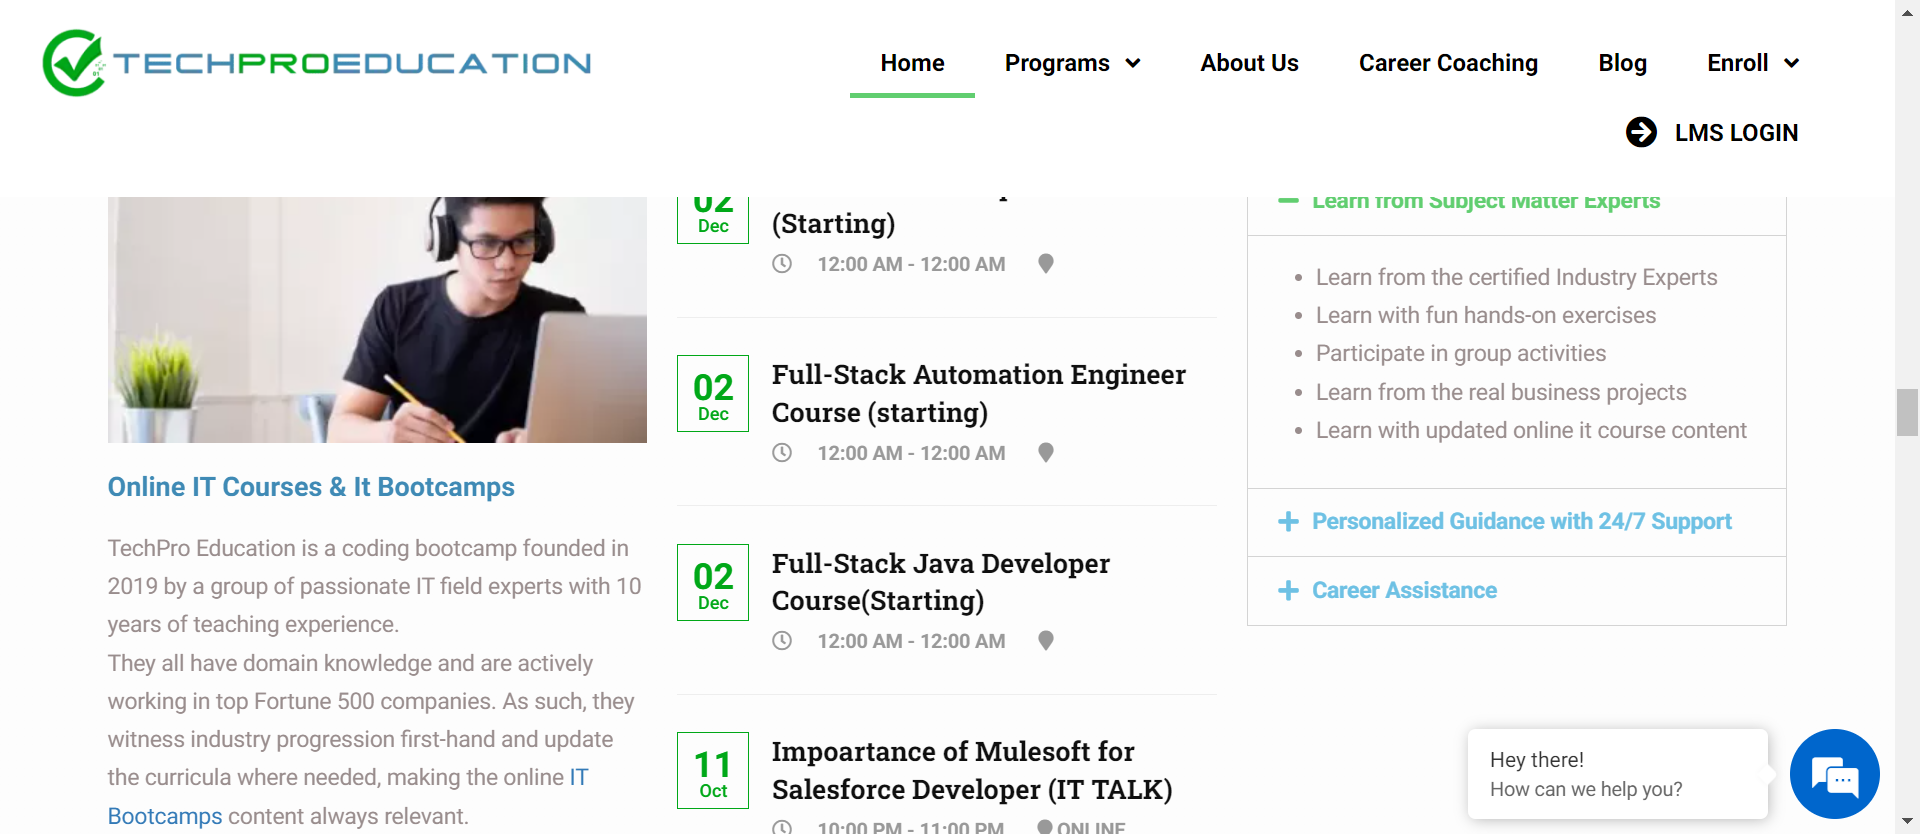 TECHPROEDUCATION
Home
Programs
About Us
Career Coaching
Blog
Enroll
LMS LOGIN
Online IT Courses & It Bootcamps
TechPro Education is a coding bootcamp founded in
2019 by a group of passionate IT field experts with 10
years of teaching experience.
They all have domain knowledge and are actively
working in top Fortune 500 companies. As such, they
witness industry progression first-hand and update
the curricula where needed, making the online IT
Bootcamps content always relevant.
02
Dec
(Starting)
12:00 AM - 12:00 AM
02
Dec
Full-Stack Automation Engineer
Course (starting)
12:00 AM - 12:00 AM
02
Dec
Full-Stack Java Developer
Course(Starting)
12:00 AM - 12:00 AM
11
Oct
Impoartance of Mulesoft for
Salesforce Developer (IT TALK)
10:00 PM - 11:00 PM
ONLINE
Learn from Subject Matter Experts
Learn from the certified Industry Experts
Learn with fun hands-on exercises
Participate in group activities
Learn from the real business projects
Learn with updated online it course content
Personalized Guidance with 24/7 Support
Career Assistance
Hey there!
How can we help you?